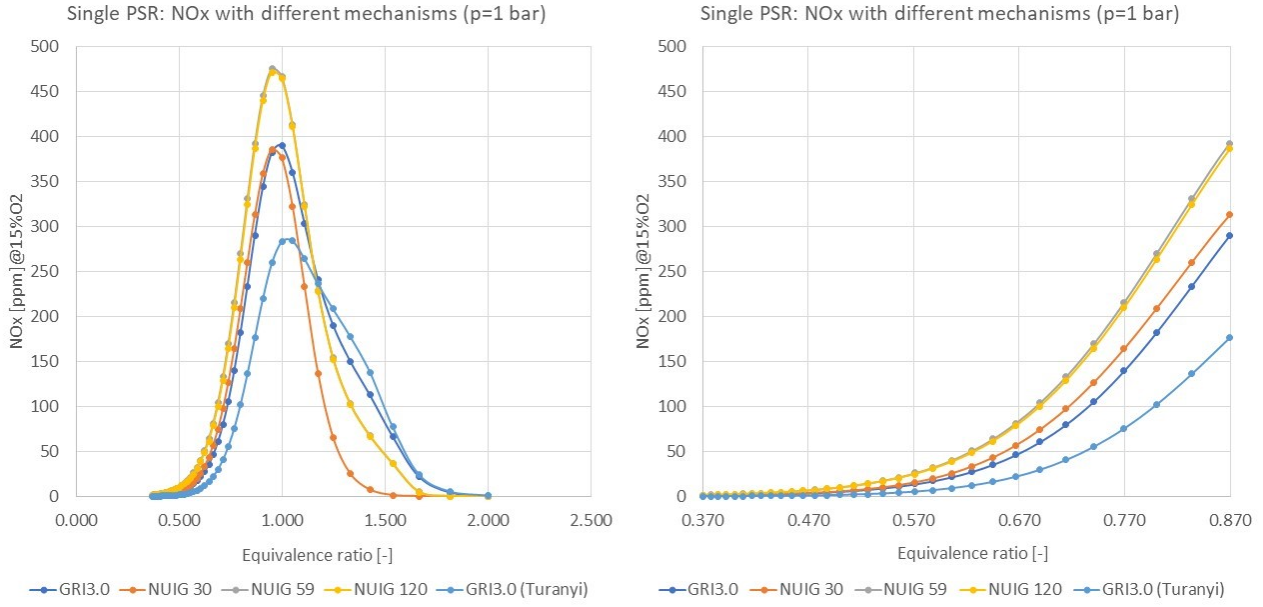 Single PSR: NOx with different mechanisms (p=1 bar)
500
450
400
350
300
250
200
150
100
50
0
NOx [ppm]@15%O2
0.000 0.500 1.000 1.500 2.000 2.500
Equivalence ratio [-]
GRI3.0 NUIG 30 NUIG 59 NUIG 120 GRI3.0 (Turanyi)
Single PSR: NOx with different mechanisms (p=1 bar)
500
450
400
350
300
250
200
150
100
50
0
NOx [ppm]@15%O2
0.370 0.470 0.570 0.670 0.770 0.870
Equivalence ratio [-]
GRI3.0 NUIG 30 NUIG 59 NUIG 120 GRI3.0 (Turanyi)